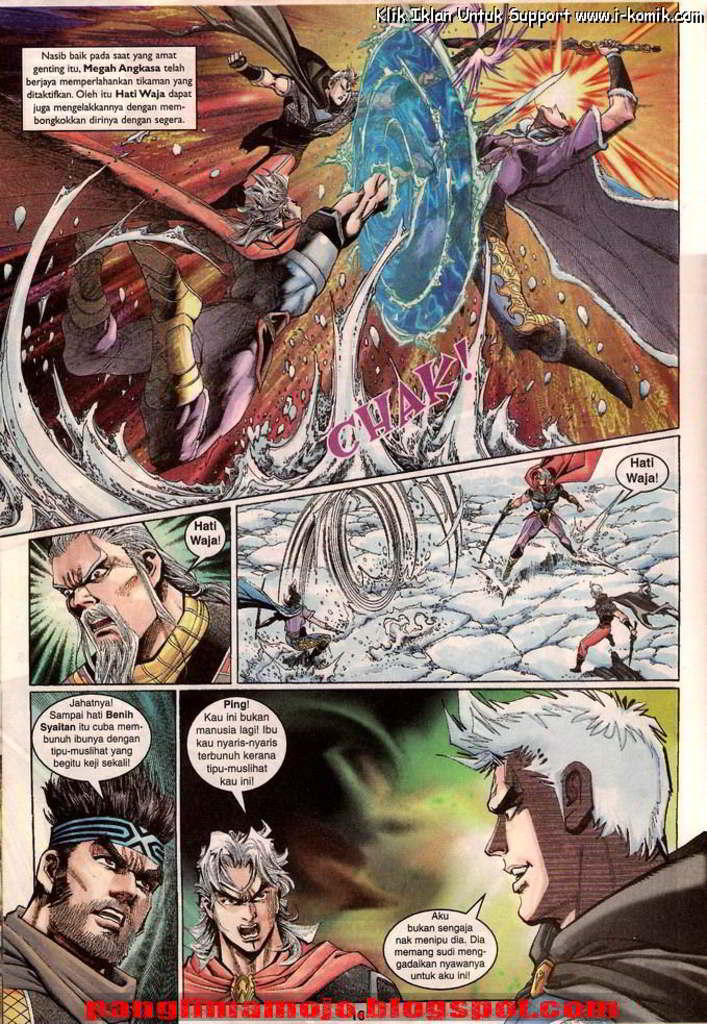 Klik Iklan Untuk Support www.i-komik.com
Nasib baik pada saat yang amat
genting itu, Megah Angkasa telah
berjaya memperlahankan tikaman yang
ditaktifkan. Oleh itu Hati Waja dapat
juga mengelakkannya dengan mem-
bongkokkan dirinya dengan segera.
CHAK!
Hati
Waja!
Hati
Waja!
Jahatnya!
Sampai hati Benih
Syaitan itu cuba mem-
bunuh ibunya dengan
tipu-muslihat yang
begitu keji sekali!
Ping!
Kau ini bukan
manusia lagi! Ibu
kau nyaris-nyaris
terbunuh kerana
tipu-muslihat
kau ini!
Aku
bukan sengaja
nak menipu dia. Dia
memang sudi meng-
gadaikan nyawanya
untuk aku ini!
panglimamojo.blogspot.com